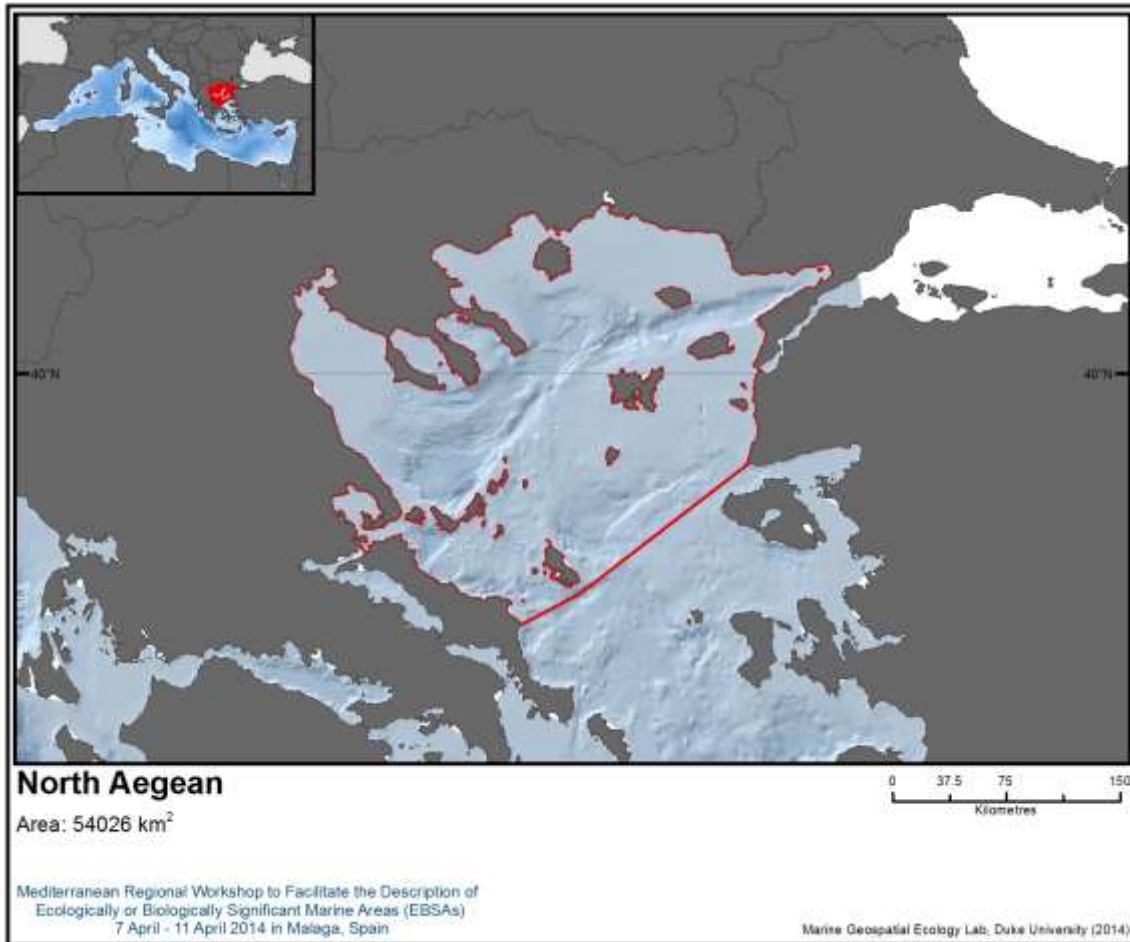 40°N
40°N
North Aegean
Area: 54026 km²
0 37.5 75 150
Kilometres
Mediterranean Regional Workshop to Facilitate the Description of
Ecologically or Biologically Significant Marine Areas (EBSAs)
7 April - 11 April 2014 in Malaga, Spain
Marine Geospatial Ecology Lab, Duke University (2014)